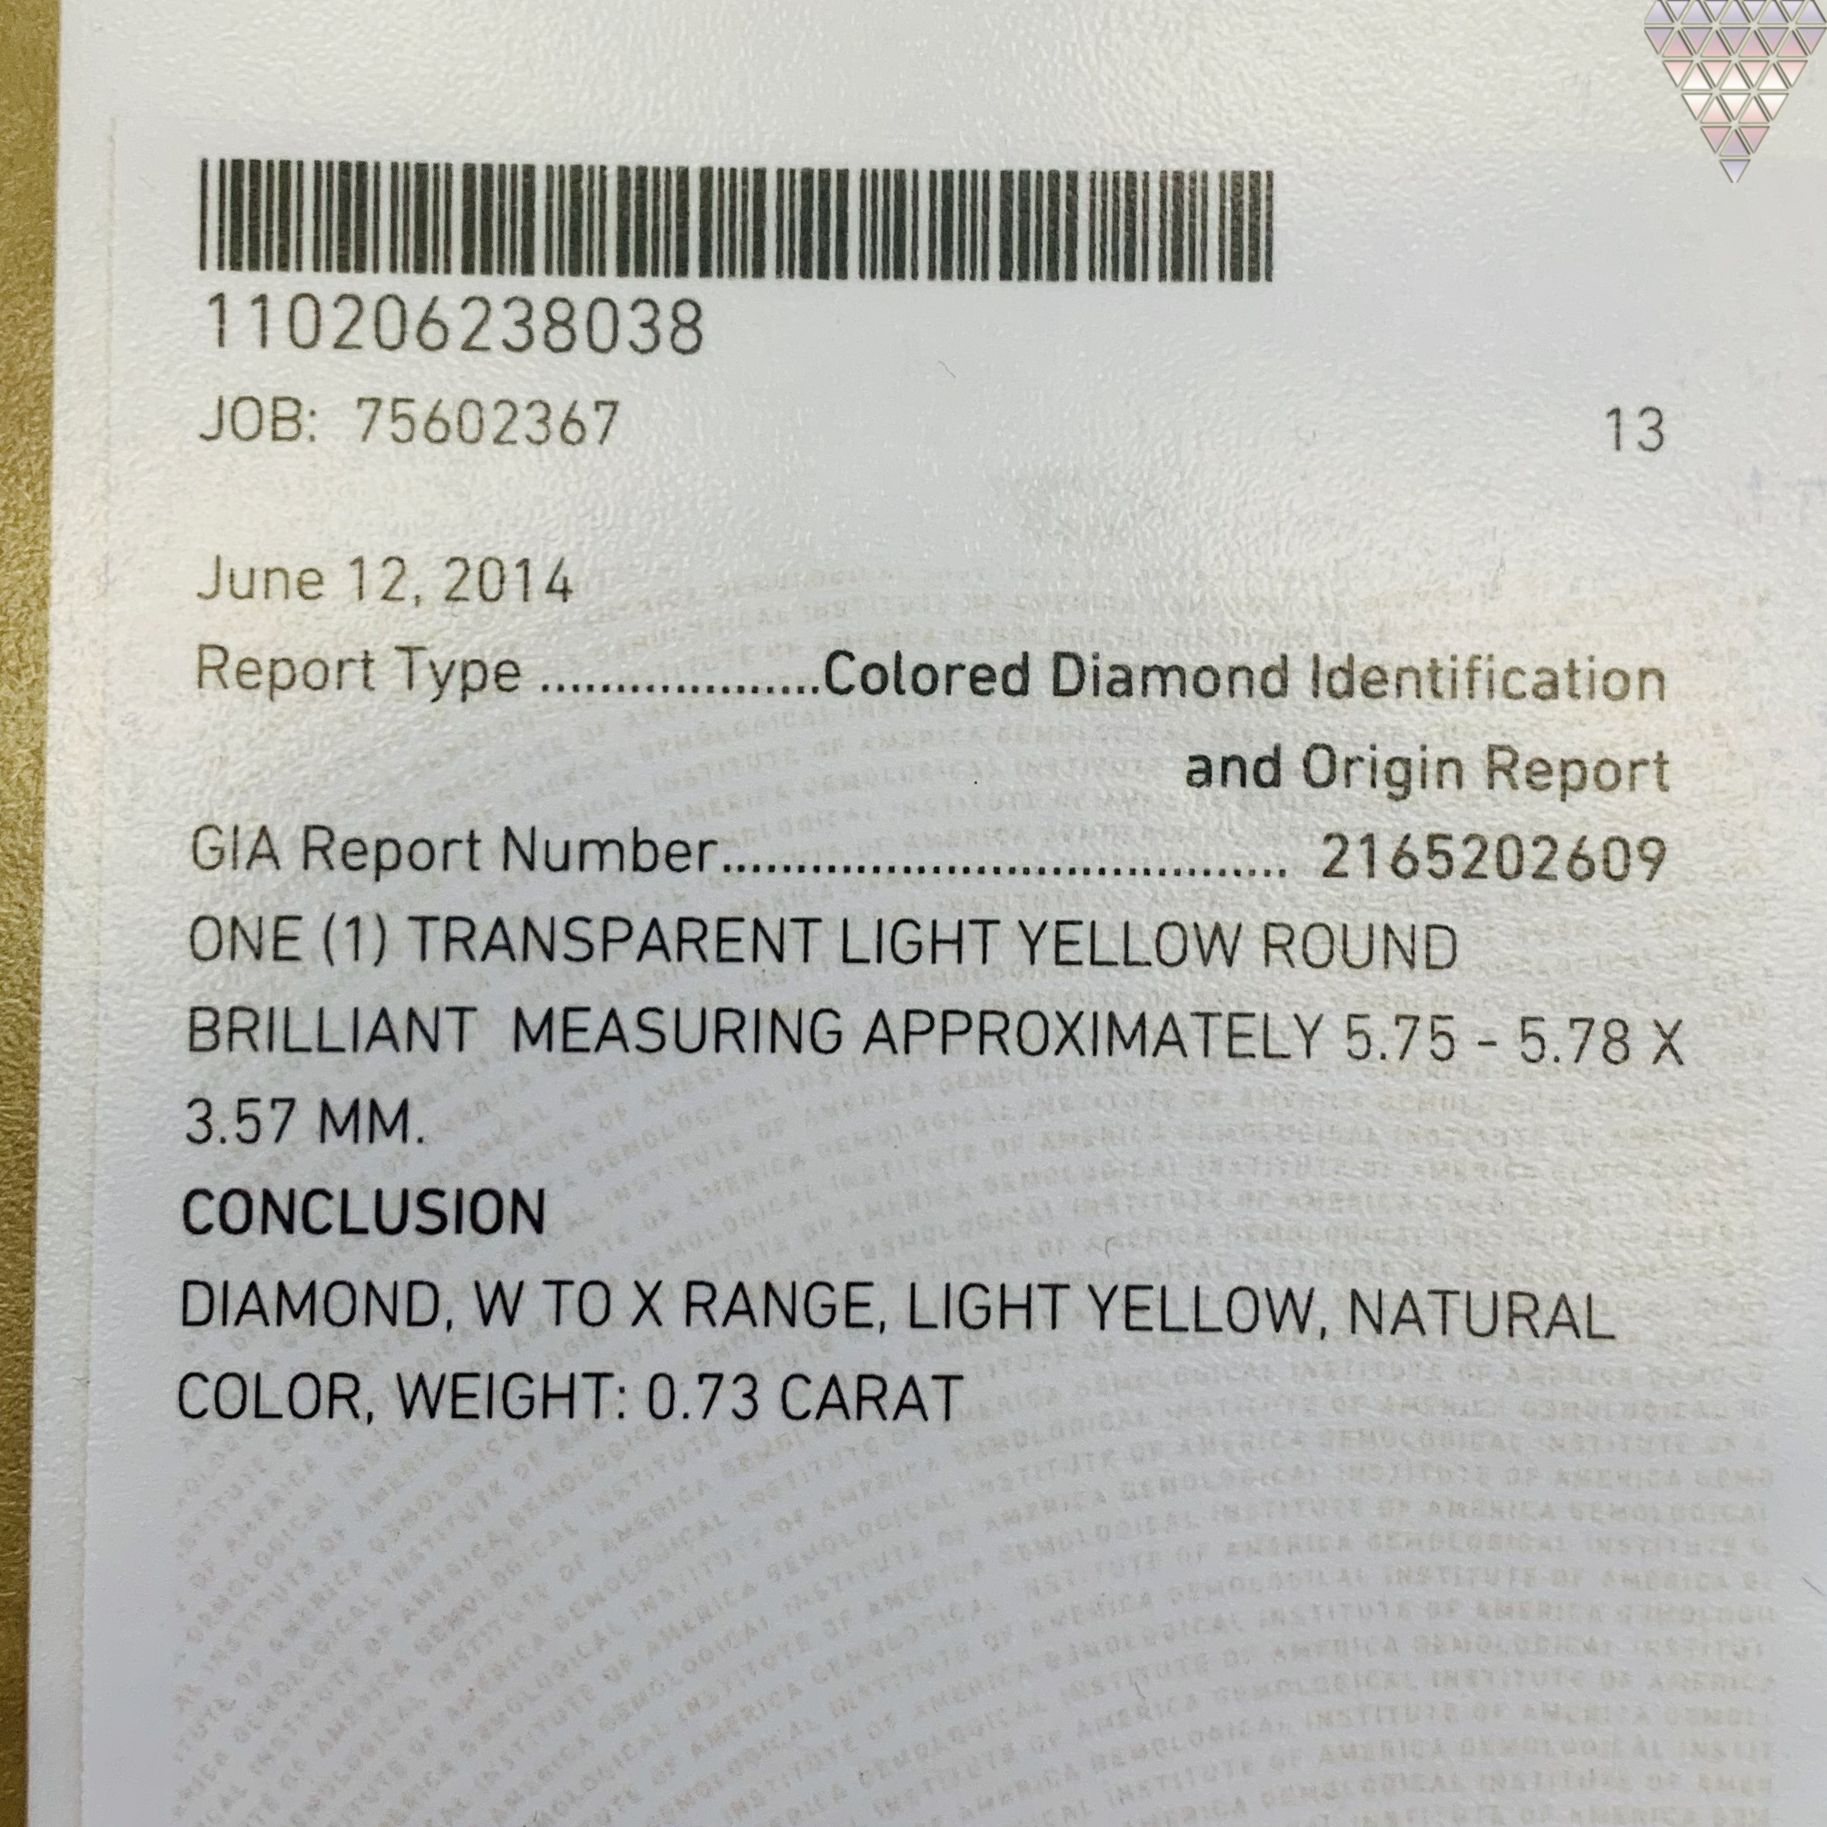 110206238038
JOB: 75602367 13
June 12, 2014
Report Type ...................Colored Diamond Identification
and Origin Report
GIA Report Number...................................... 2165202609
ONE (1) TRANSPARENT LIGHT YELLOW ROUND
BRILLIANT MEASURING APPROXIMATELY 5.75 - 5.78 X
3.57 MM.
CONCLUSION
DIAMOND, W TO X RANGE, LIGHT YELLOW, NATURAL
COLOR, WEIGHT: 0.73 CARAT